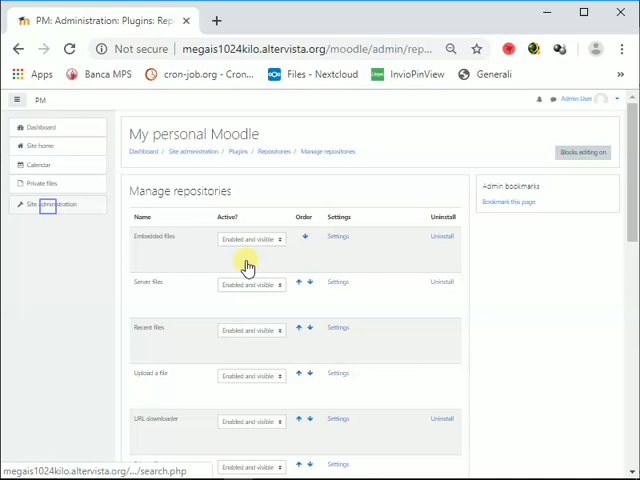 PM: Administration: Plugins: Rep
Not secure
megais1024kilo.altervista.org/moodle/admin/rep...
Apps
Banca MPS
cron-job.org - Cron...
Files - Nextcloud
InvioPinView
Generali
PM
Admin User
Dashboard
Site home
Calendar
Private files
Site administration
My personal Moodle
Dashboard / Site administration / Plugins / Repositories / Manage repositories
Blocks editing on
Manage repositories
Name Active? Order Settings Uninstall
Embedded files Enabled and visible Settings Uninstall
Server files Enabled and visible Settings Uninstall
Recent files Enabled and visible Settings
Upload a file Enabled and visible Settings
URL downloader Enabled and visible Settings Uninstall
Enabled and visible Settings
Admin bookmarks
Bookmark this page
megais1024kilo.altervista.org/.../search.php